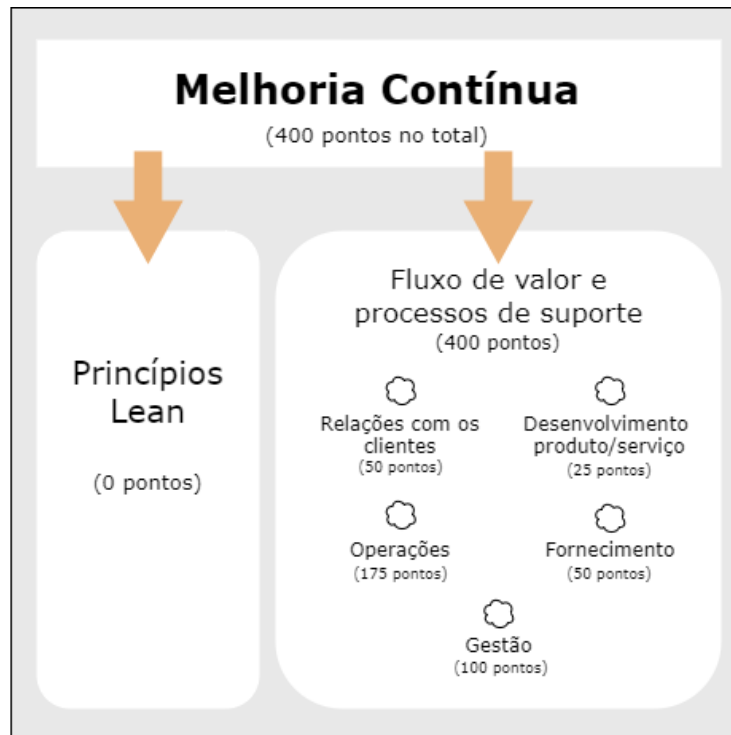 Melhoria Contínua
(400 pontos no total)
Princípios
Lean
(0 pontos)
Fluxo de valor e
processos de suporte
(400 pontos)
Relações com os
clientes
(50 pontos)
Desenvolvimento
produto/serviço
(25 pontos)
Operações
(175 pontos)
Fornecimento
(50 pontos)
Gestão
(100 pontos)